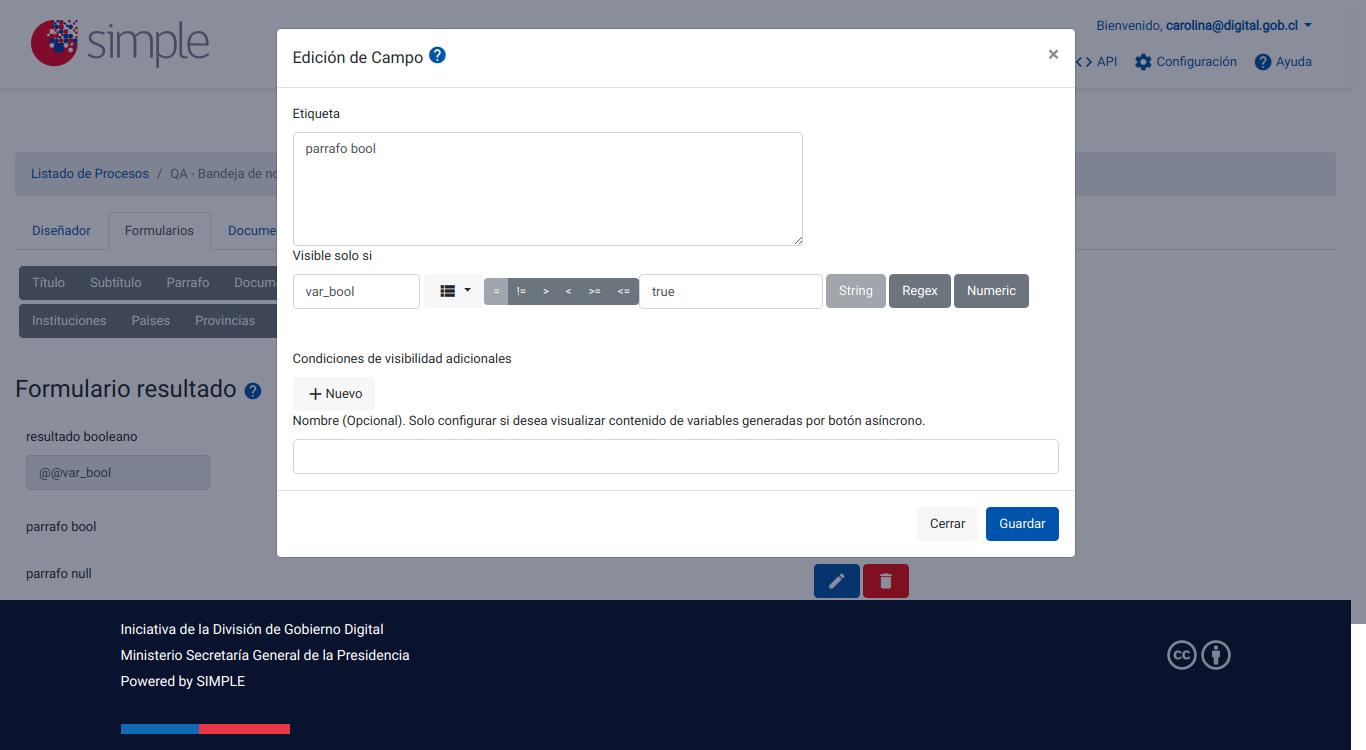 simple
Bienvenido, carolina@digital.gob.cl
API Configuración Ayuda
Listado de Procesos / QA - Bandeja de no
Diseñador Formularios Docume
Título Subtítulo Parrafo Docum
Instituciones Paises Provincias
Formulario resultado ?
resultado booleano
@@var_bool
parrafo bool
parrafo null
Edición de Campo ?
×
Etiqueta
parrafo bool
Visible solo si
var_bool = != > < >= <= true String Regex Numeric
Condiciones de visibilidad adicionales
+ Nuevo
Nombre (Opcional). Solo configurar si desea visualizar contenido de variables generadas por botón asíncrono.
Cerrar Guardar
Iniciativa de la División de Gobierno Digital
Ministerio Secretaría General de la Presidencia
Powered by SIMPLE
cc